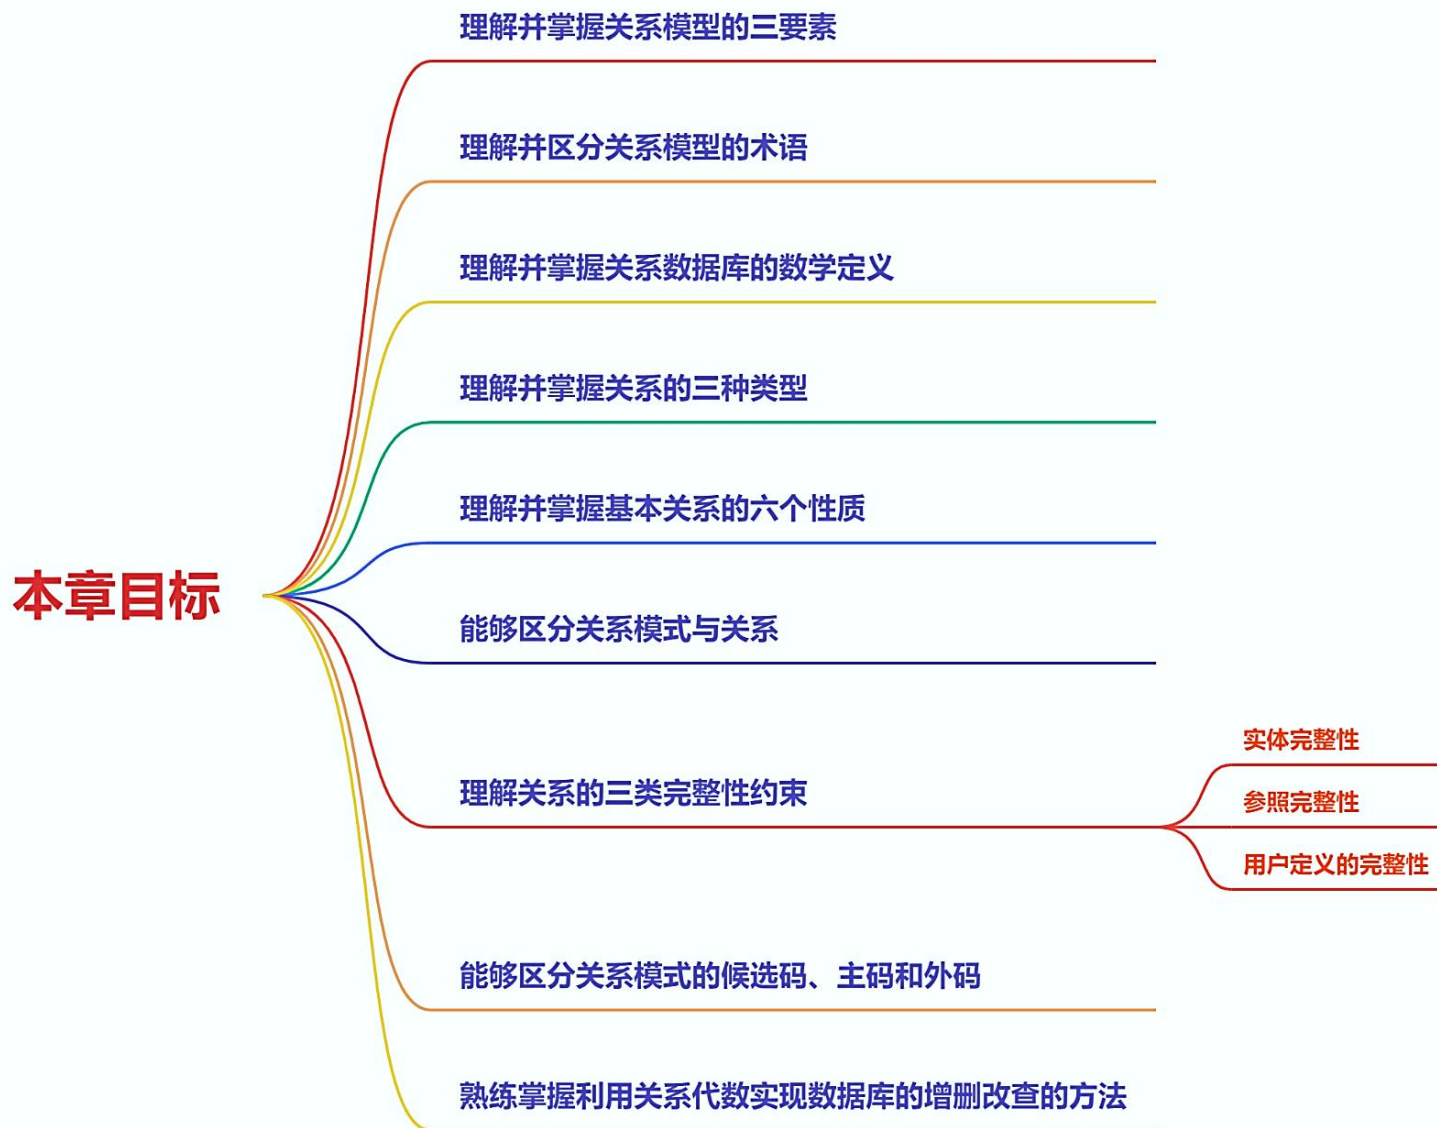 理解并掌握关系模型的三要素
理解并区分关系模型的术语
理解并掌握关系数据库的数学定义
理解并掌握关系的三种类型
理解并掌握基本关系的六个性质
本章目标
能够区分关系模式与关系
实体完整性
理解关系的三类完整性约束
参照完整性
用户定义的完整性
能够区分关系模式的候选码、主码和外码
熟练掌握利用关系代数实现数据库的增删改查的方法